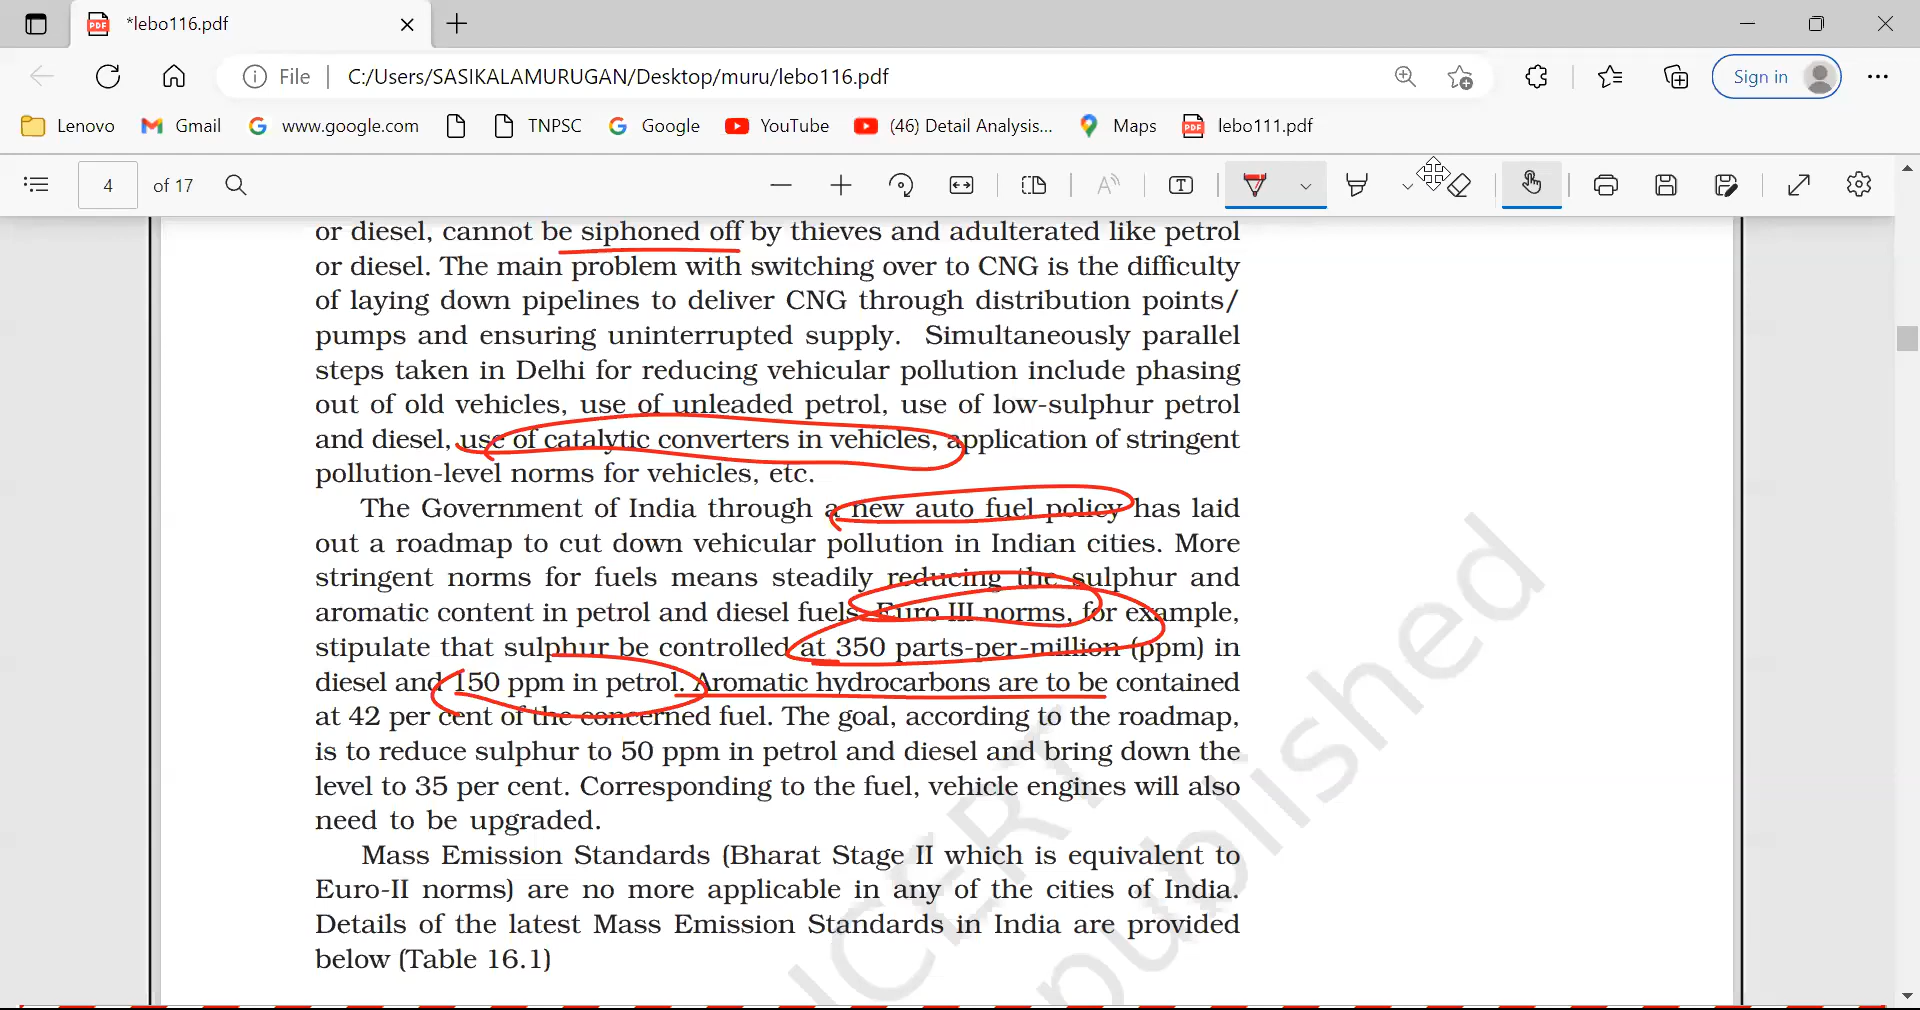 *lebo116.pdf
File
C:/Users/SASIKALAMURUGAN/Desktop/muru/lebo116.pdf
Sign in
Lenovo
Gmail
www.google.com
TNPSC
Google
YouTube
(46) Detail Analysis...
Maps
lebo111.pdf
4 of 17
or diesel, cannot be siphoned off by thieves and adulterated like petrol
or diesel. The main problem with switching over to CNG is the difficulty
of laying down pipelines to deliver CNG through distribution points/
pumps and ensuring uninterrupted supply. Simultaneously parallel
steps taken in Delhi for reducing vehicular pollution include phasing
out of old vehicles, use of unleaded petrol, use of low-sulphur petrol
and diesel, use of catalytic converters in vehicles, application of stringent
pollution-level norms for vehicles, etc.
The Government of India through a new auto fuel policy has laid
out a roadmap to cut down vehicular pollution in Indian cities. More
stringent norms for fuels means steadily reducing the sulphur and
aromatic content in petrol and diesel fuels. Euro III norms, for example,
stipulate that sulphur be controlled at 350 parts-per-million (ppm) in
diesel and 150 ppm in petrol. Aromatic hydrocarbons are to be contained
at 42 per cent of the concerned fuel. The goal, according to the roadmap,
is to reduce sulphur to 50 ppm in petrol and diesel and bring down the
level to 35 per cent. Corresponding to the fuel, vehicle engines will also
need to be upgraded.
Mass Emission Standards (Bharat Stage II which is equivalent to
Euro-II norms) are no more applicable in any of the cities of India.
Details of the latest Mass Emission Standards in India are provided
below (Table 16.1)
NCERT
published